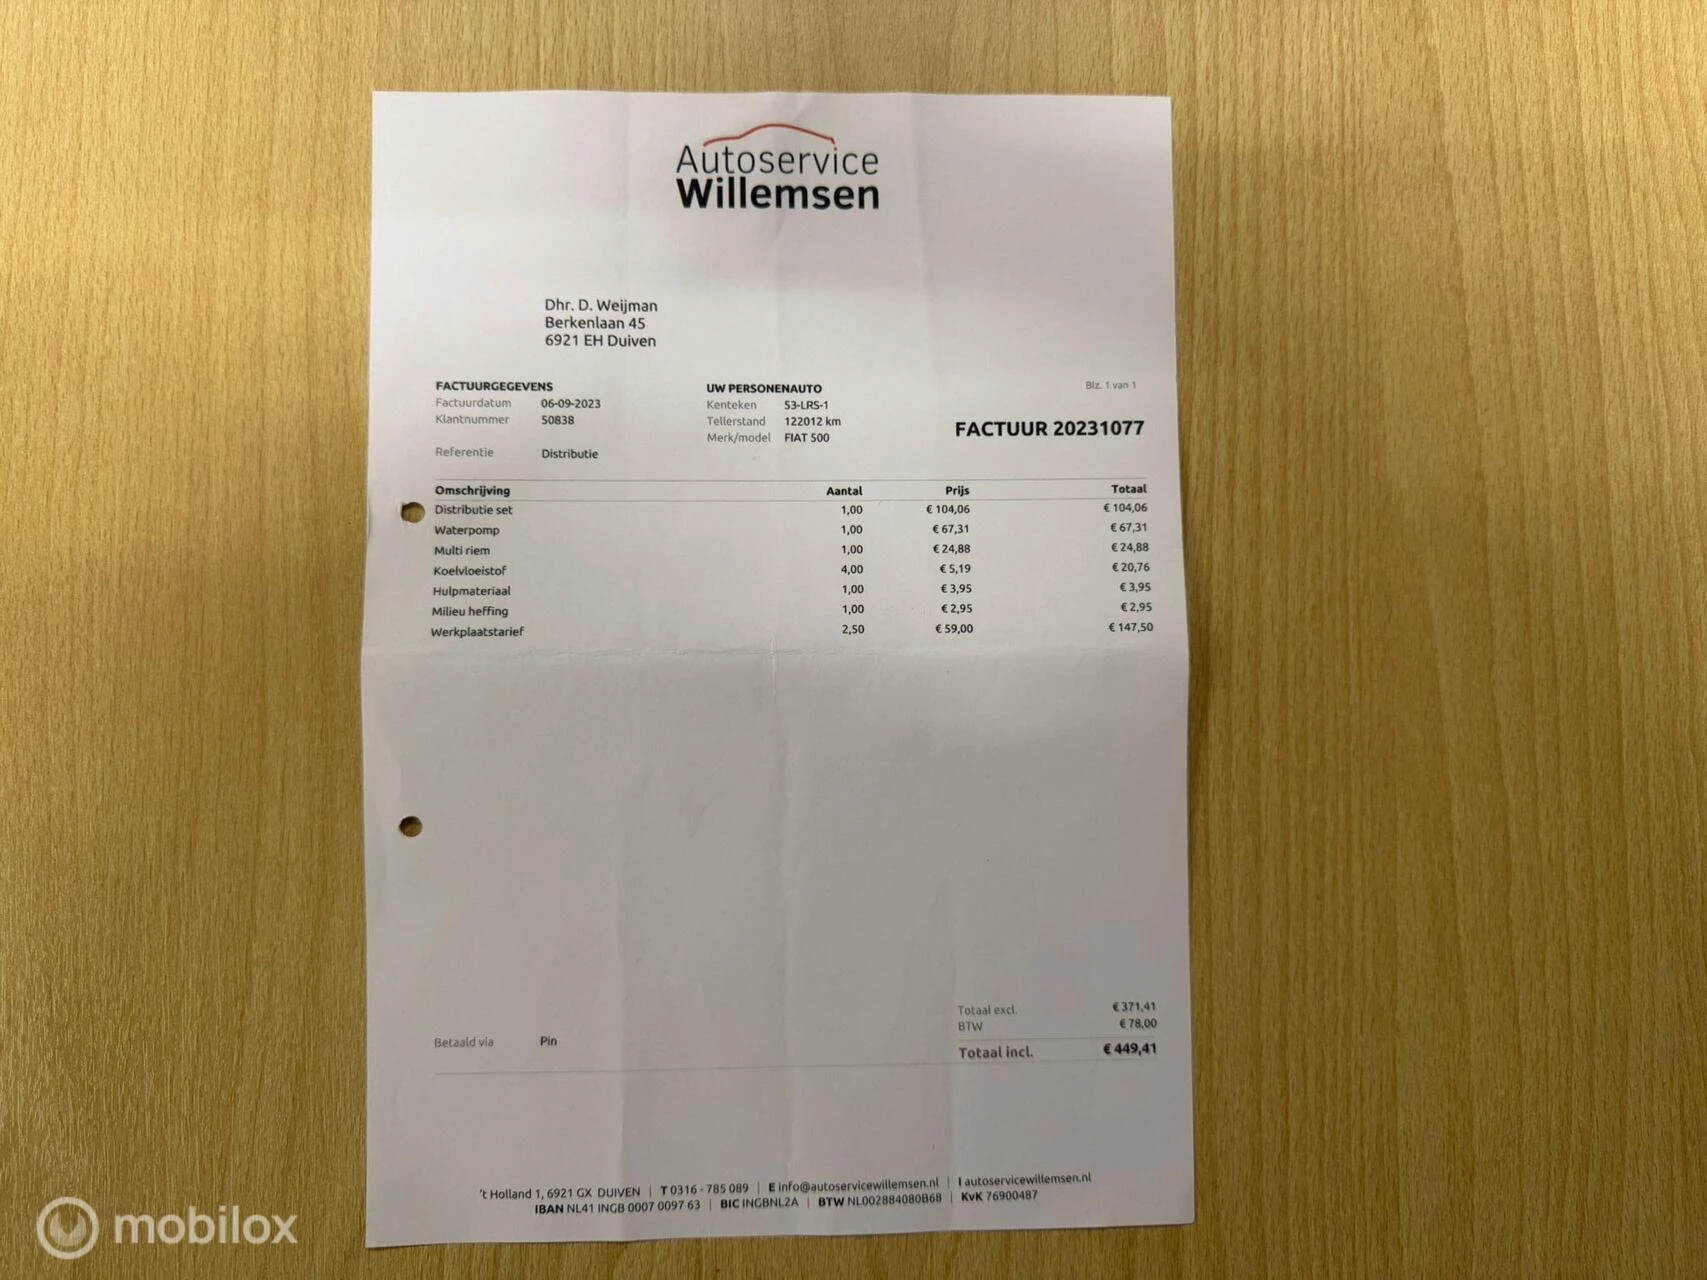 Autoservice
Willemsen
Dhr. D. Weijman
Berkenlaan 45
6921 EH Duiven
FACTUURGEGEVENS
Factuurdatum 06-09-2023
Klantnummer 50838
Referentie Distributie
UW PERSONENAUTO
Kenteken 53-LRS-1
Tellerstand 122012 km
Merk/model FIAT 500
Blz. 1 van 1
FACTUUR 20231077
Omschrijving Aantal Prijs Totaal
Distributie set 1,00 € 104,06 € 104,06
Waterpomp 1,00 € 67,31 € 67,31
Multi riem 1,00 € 24,88 € 24,88
Koelvloeistof 4,00 € 5,19 € 20,76
Hulpmateriaal 1,00 € 3,95 € 3,95
Milieu heffing 1,00 € 2,95 € 2,95
Werkplaatstarief 2,50 € 59,00 € 147,50
Totaal excl. € 371,41
BTW € 78,00
Betaald via Pin
Totaal incl. € 449,41
't Holland 1, 6921 GX DUIVEN | T 0316 - 785 089 | E info@autoservicewillemsen.nl | I autoservicewillemsen.nl
IBAN NL41 INGB 0007 0097 63 | BIC INGBNL2A | BTW NL002884080B68 | KvK 76900487
mobilox